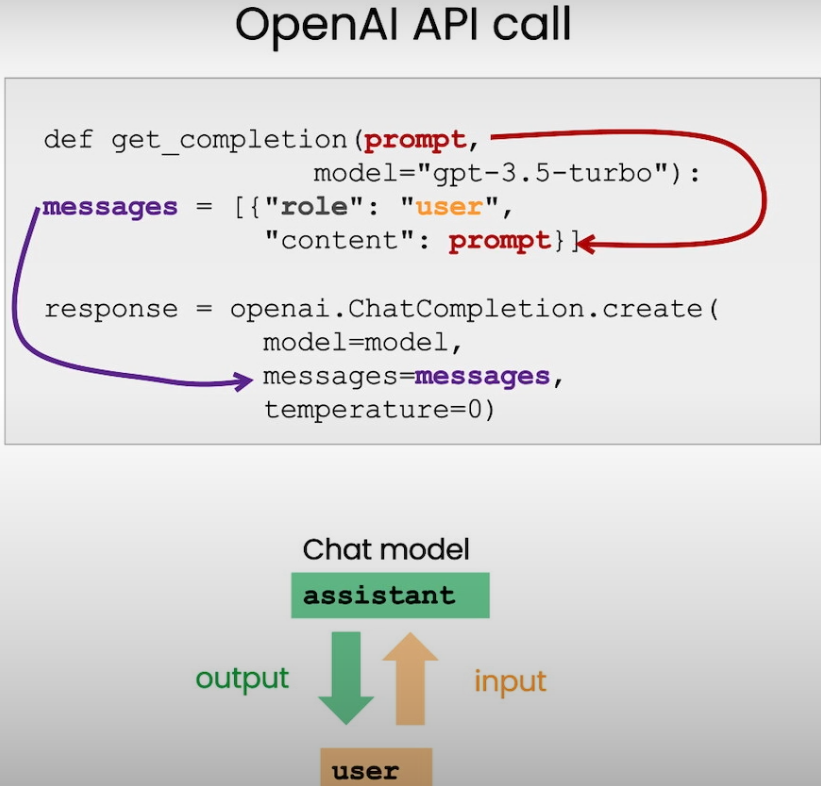 OpenAI API call
def get_completion(prompt,
model="gpt-3.5-turbo"):
messages = [{"role": "user",
"content": prompt}]
response = openai.ChatCompletion.create(
model=model,
messages=messages,
temperature=0)
Chat model
assistant
output
input
user